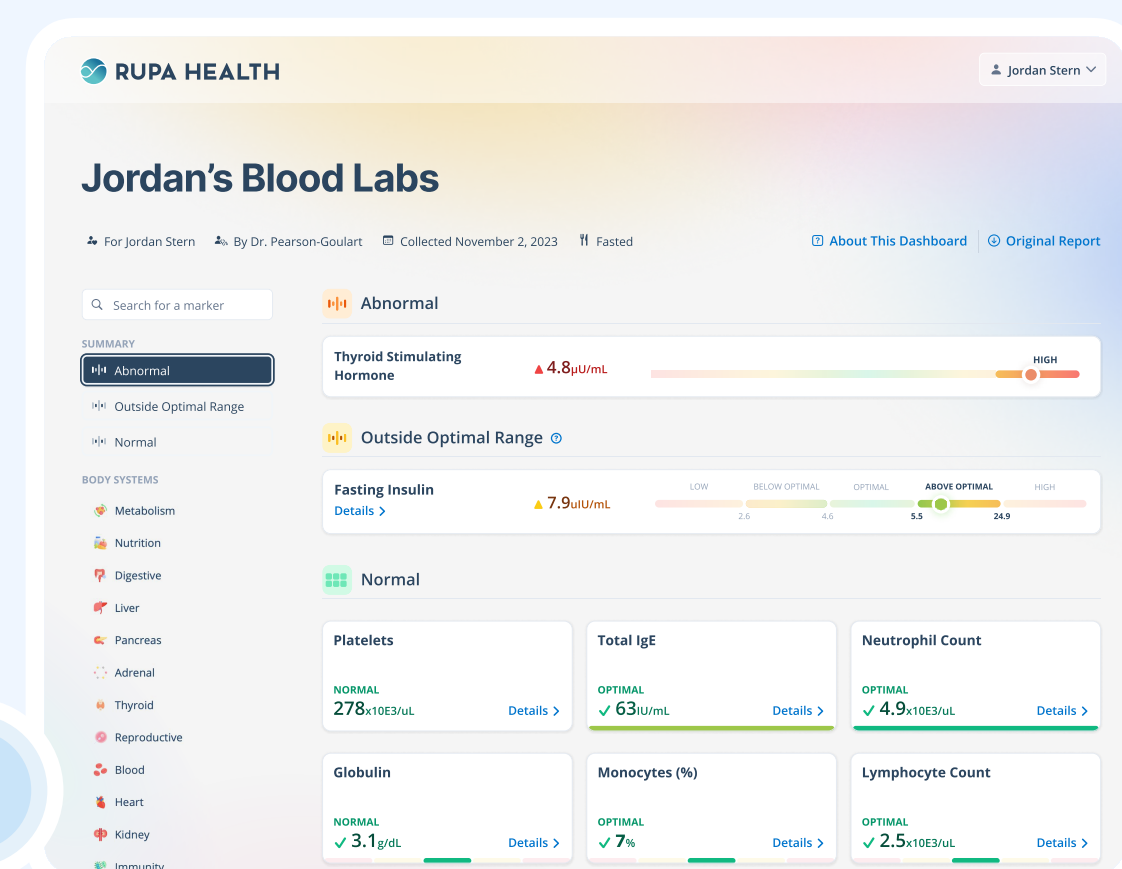 RUPA HEALTH
Jordan Stern
Jordan's Blood Labs
For Jordan Stern
By Dr. Pearson-Goulart
Collected November 2, 2023
Fasted
About This Dashboard
Original Report
Search for a marker
SUMMARY
Abnormal
Outside Optimal Range
Normal
BODY SYSTEMS
Metabolism
Nutrition
Digestive
Liver
Pancreas
Adrenal
Thyroid
Reproductive
Blood
Heart
Kidney
Immunity
Abnormal
Thyroid Stimulating
Hormone
4.8μU/mL
HIGH
Outside Optimal Range
Fasting Insulin
Details
7.9uIU/mL
LOW
BELOW OPTIMAL
OPTIMAL
ABOVE OPTIMAL
HIGH
2.6
4.6
5.5
24.9
Normal
Platelets
NORMAL
278x10E3/uL
Details
Total IgE
OPTIMAL
63IU/mL
Details
Neutrophil Count
OPTIMAL
4.9x10E3/uL
Details
Globulin
NORMAL
3.1g/dL
Details
Monocytes (%)
OPTIMAL
7%
Details
Lymphocyte Count
OPTIMAL
2.5x10E3/uL
Details